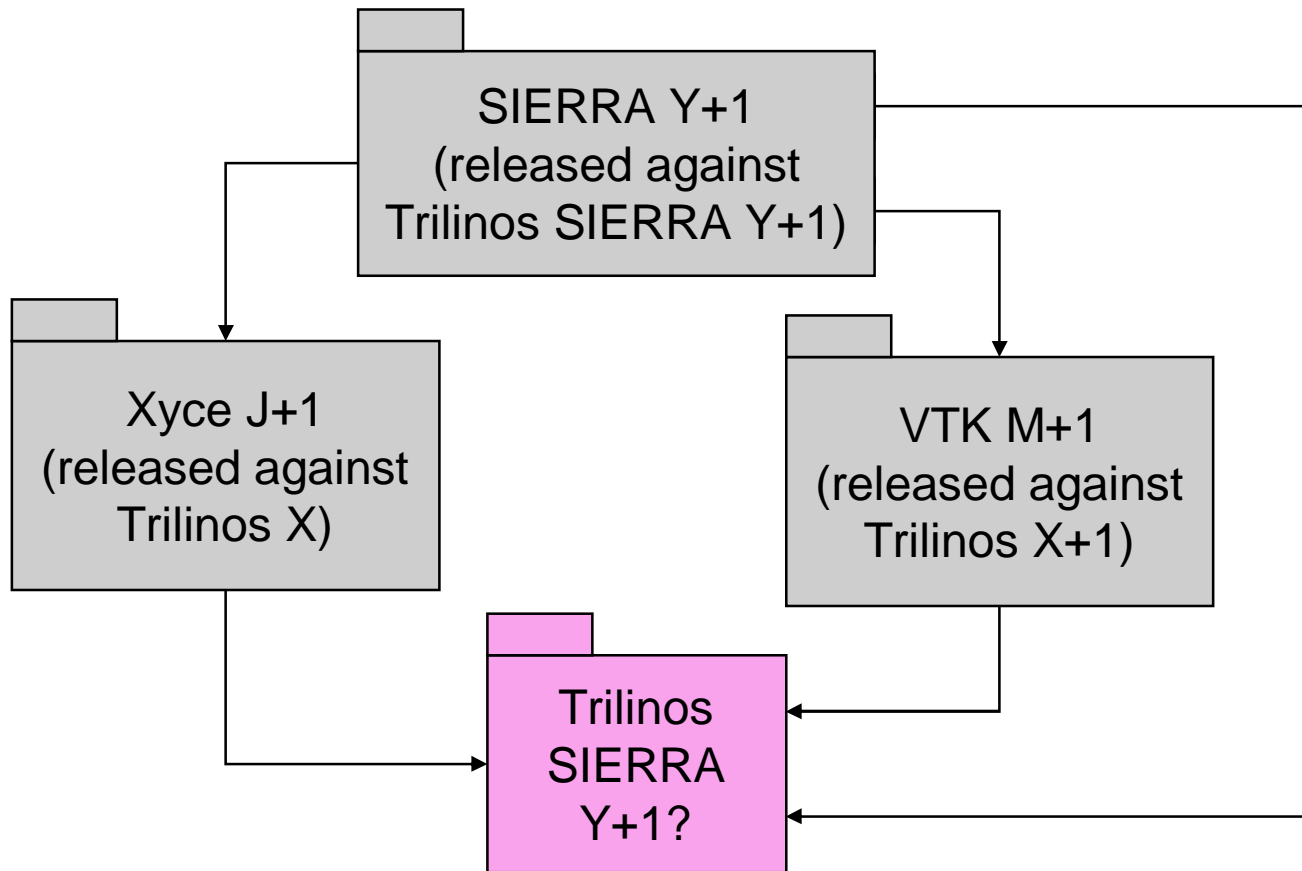 SIERRA Y+1
(released against
Trilinos SIERRA Y+1)
Xyce J+1
(released against
Trilinos X)
VTK M+1
(released against
Trilinos X+1)
Trilinos
SIERRA
Y+1?